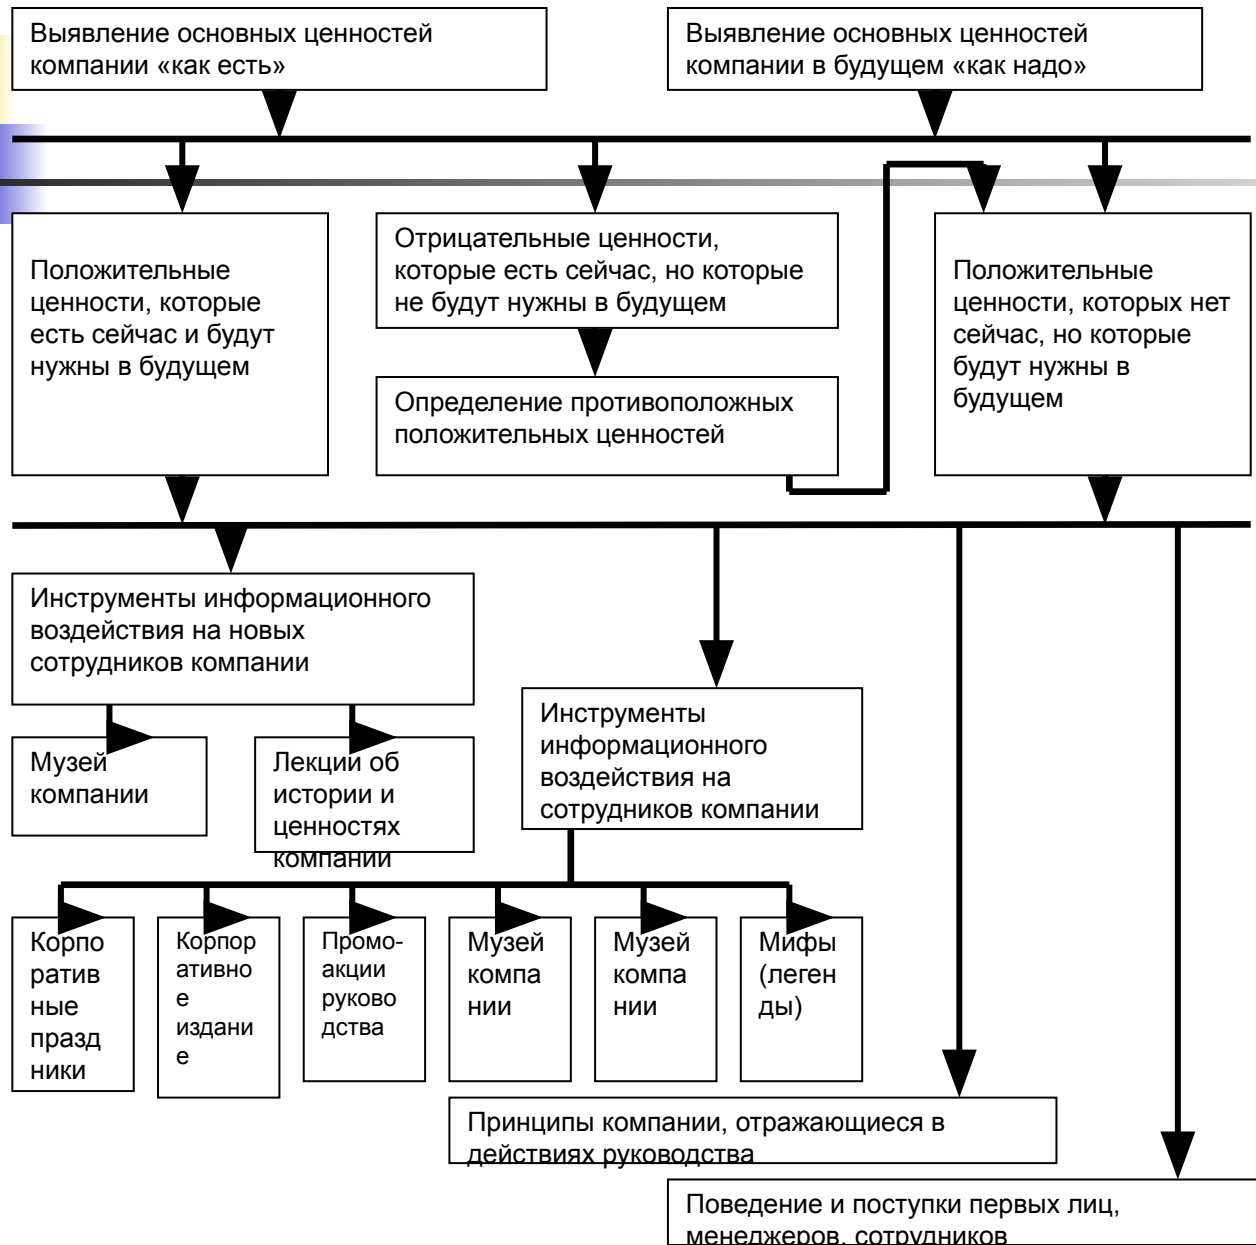 Выявление основных ценностей
компании «как есть»
Выявление основных ценностей
компании в будущем «как надо»
Положительные
ценности, которые
есть сейчас и будут
нужны в будущем
Отрицательные ценности,
которые есть сейчас, но которые
не будут нужны в будущем
Определение противоположных
положительных ценностей
Положительные
ценности, которых нет
сейчас, но которые
будут нужны в
будущем
Инструменты информационного
воздействия на новых
сотрудников компании
Музей
компании
Лекции об
истории и
ценностях
компании
Инструменты
информационного
воздействия на
сотрудников компании
Корпо
ратив
ные
празд
ники
Корпор
ативно
е
издани
е
Промо-
акции
руково
дства
Музей
компа
нии
Музей
компа
нии
Мифы
(леген
ды)
Принципы компании, отражающиеся в
действиях руководства
Поведение и поступки первых лиц,
менеджеров, сотрудников